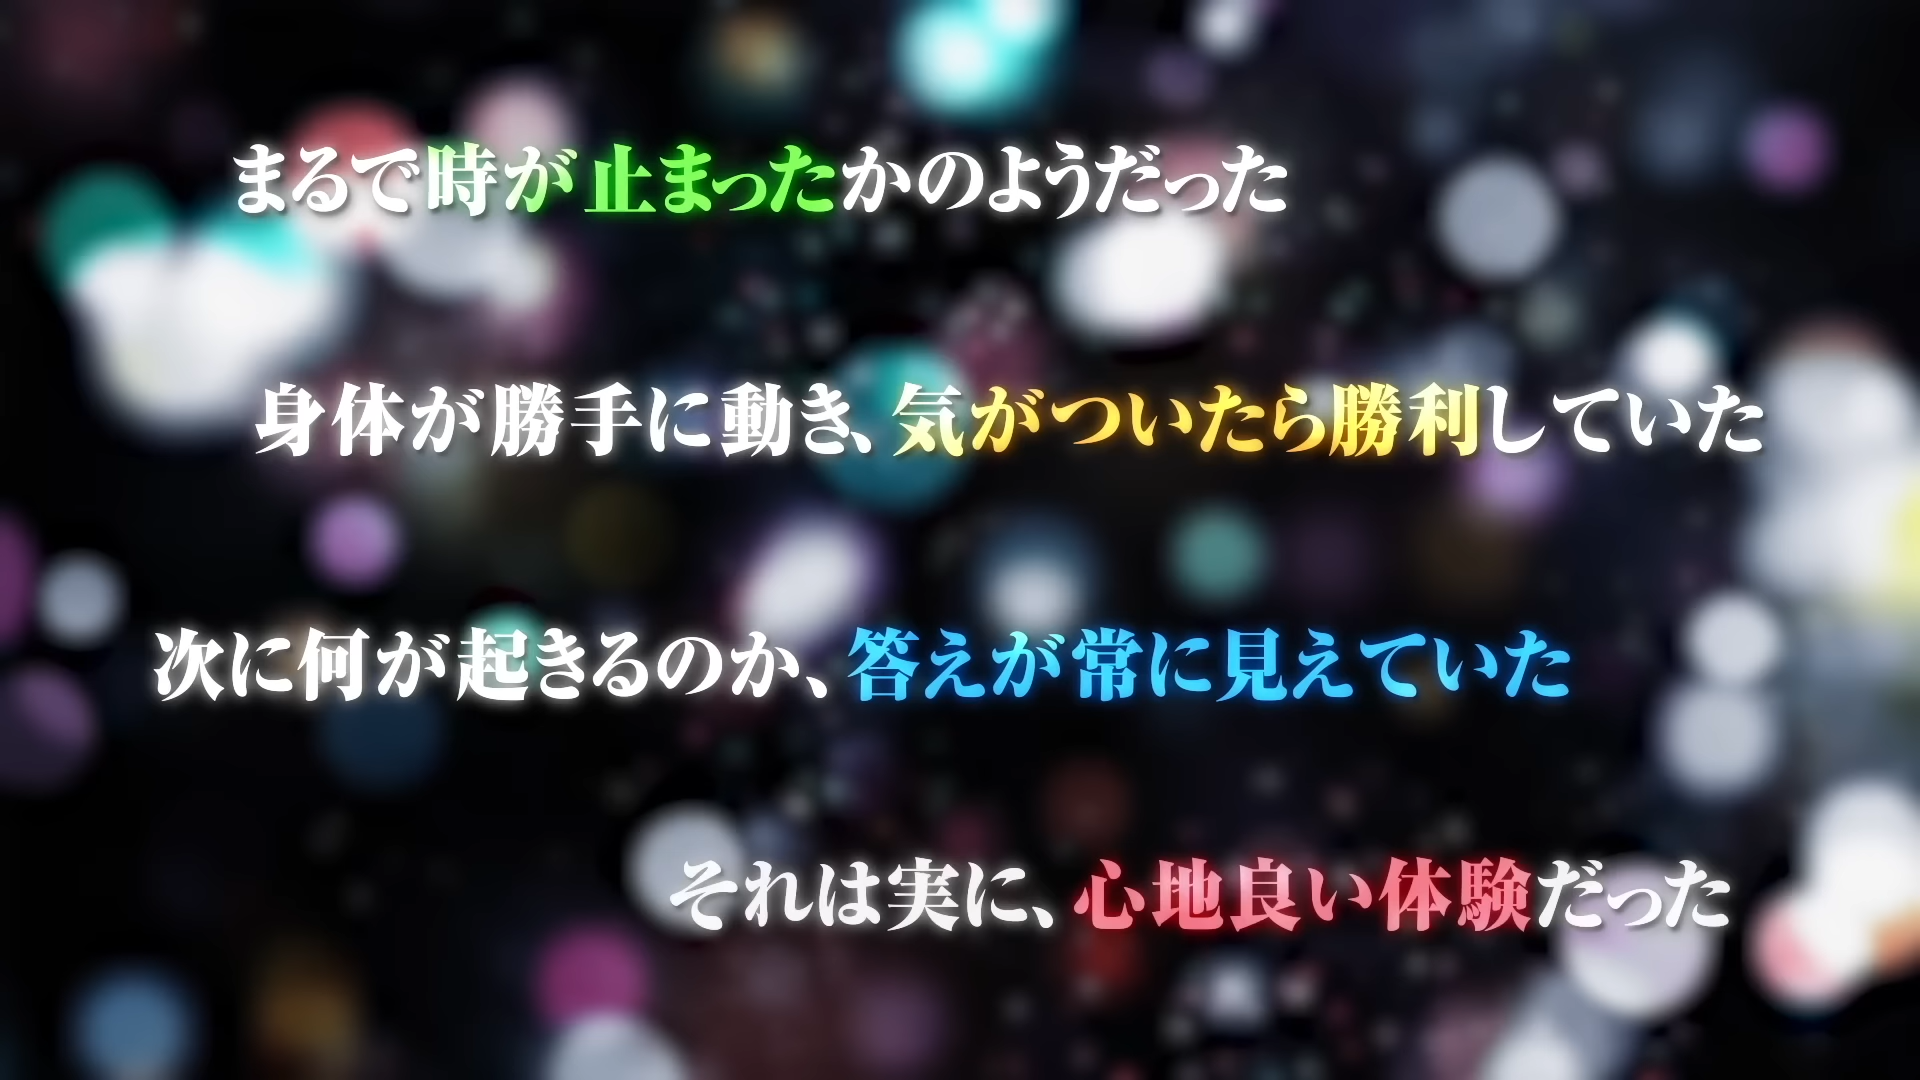 まるで時が止まったかのようだった
身体が勝手に動き、気がついたら勝利していた
次に何が起きるのか、答えが常に見えていた
それは実に、心地良い体験だった